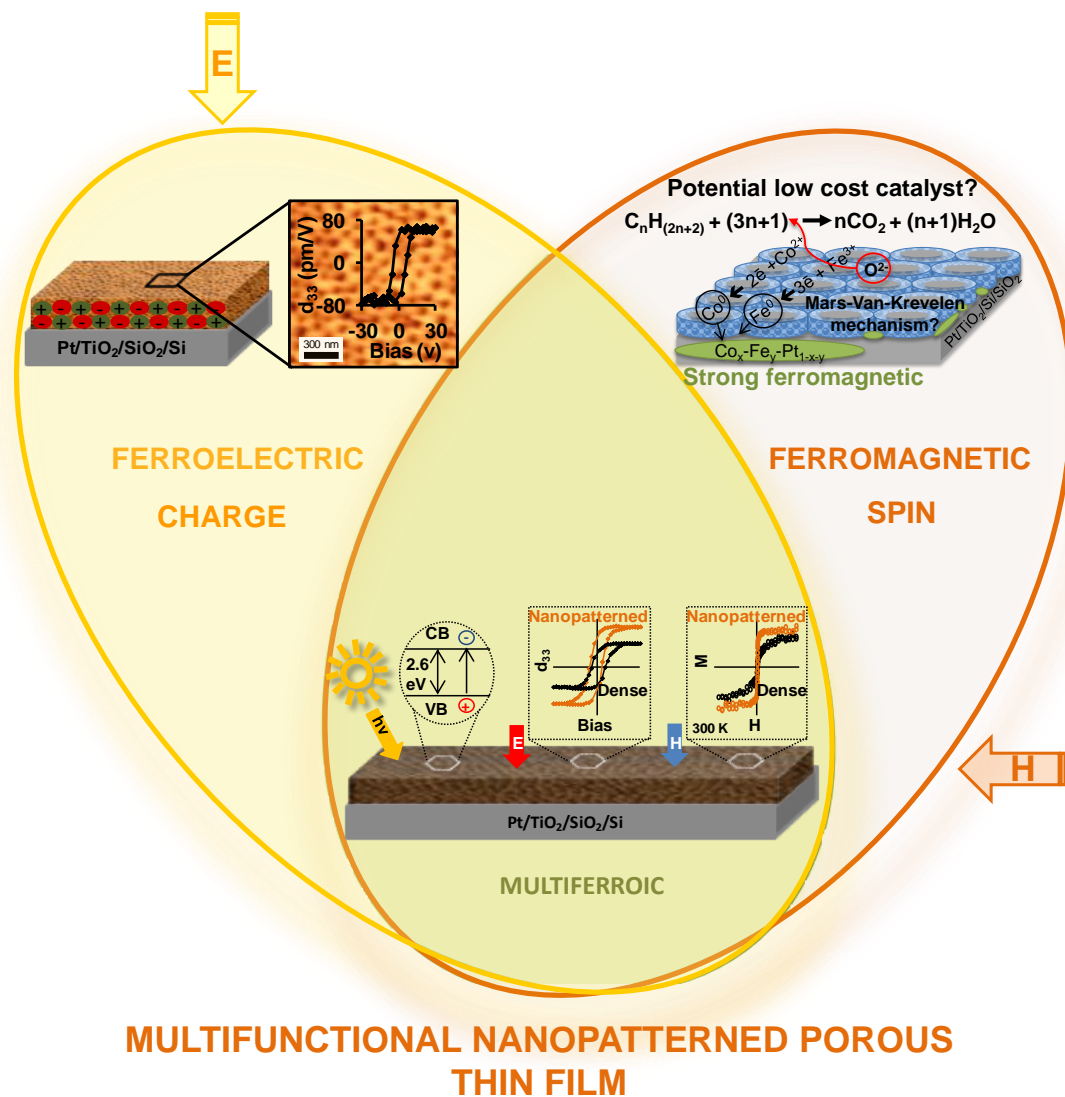 E
80
0
-80
d₃₃ (pm/V)
-30 0 30
Bias (v)
300 nm
Pt/TiO₂/SiO₂/Si
Potential low cost catalyst?
CₙH₍₂ₙ₊₂₎ + (3n+1) → nCO₂ + (n+1)H₂O
O²⁻
Co⁰ ← 2ē +Co²⁺
Fe⁰ ← 3ē + Fe³⁺
Mars-Van-Krevelen
mechanism?
Pt/TiO₂/Si/SiO₂
Coₓ-Feᵧ-Pt₁₋ₓ₋ᵧ
Strong ferromagnetic
FERROELECTRIC
CHARGE
FERROMAGNETIC
SPIN
hν
CB -
2.6
eV
VB +
Nanopatterned
d₃₃
Dense
Bias
Nanopatterned
M
Dense
300 K H
E
H
Pt/TiO₂/SiO₂/Si
MULTIFERROIC
H
MULTIFUNCTIONAL NANOPATTERNED POROUS
THIN FILM